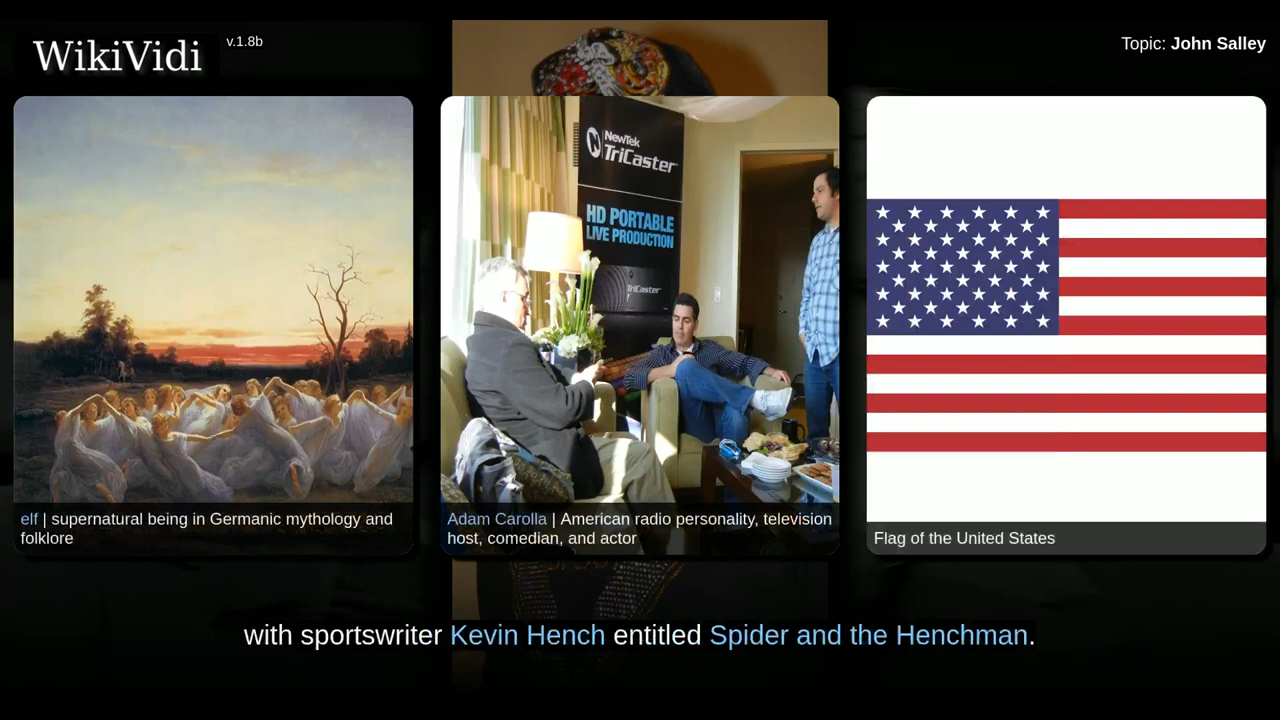 WikiVidi
v.1.8b
Topic: John Salley
NewTek
TriCaster
HD PORTABLE
LIVE PRODUCTION
TriCaster
elf | supernatural being in Germanic mythology and
folklore
Adam Carolla | American radio personality, television
host, comedian, and actor
Flag of the United States
with sportswriter Kevin Hench entitled Spider and the Henchman.